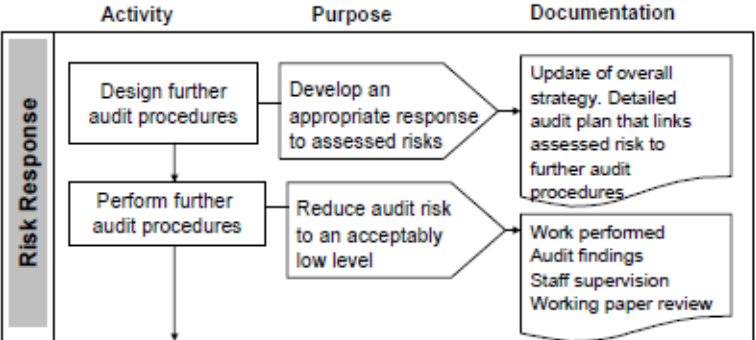 Activity
Purpose
Documentation
Risk Response
Design further
audit procedures
Develop an
appropriate response
to assessed risks
Update of overall
strategy. Detailed
audit plan that links
assessed risk to
further audit
procedures.
Perform further
audit procedures
Reduce audit risk
to an acceptably
low level
Work performed
Audit findings
Staff supervision
Working paper review